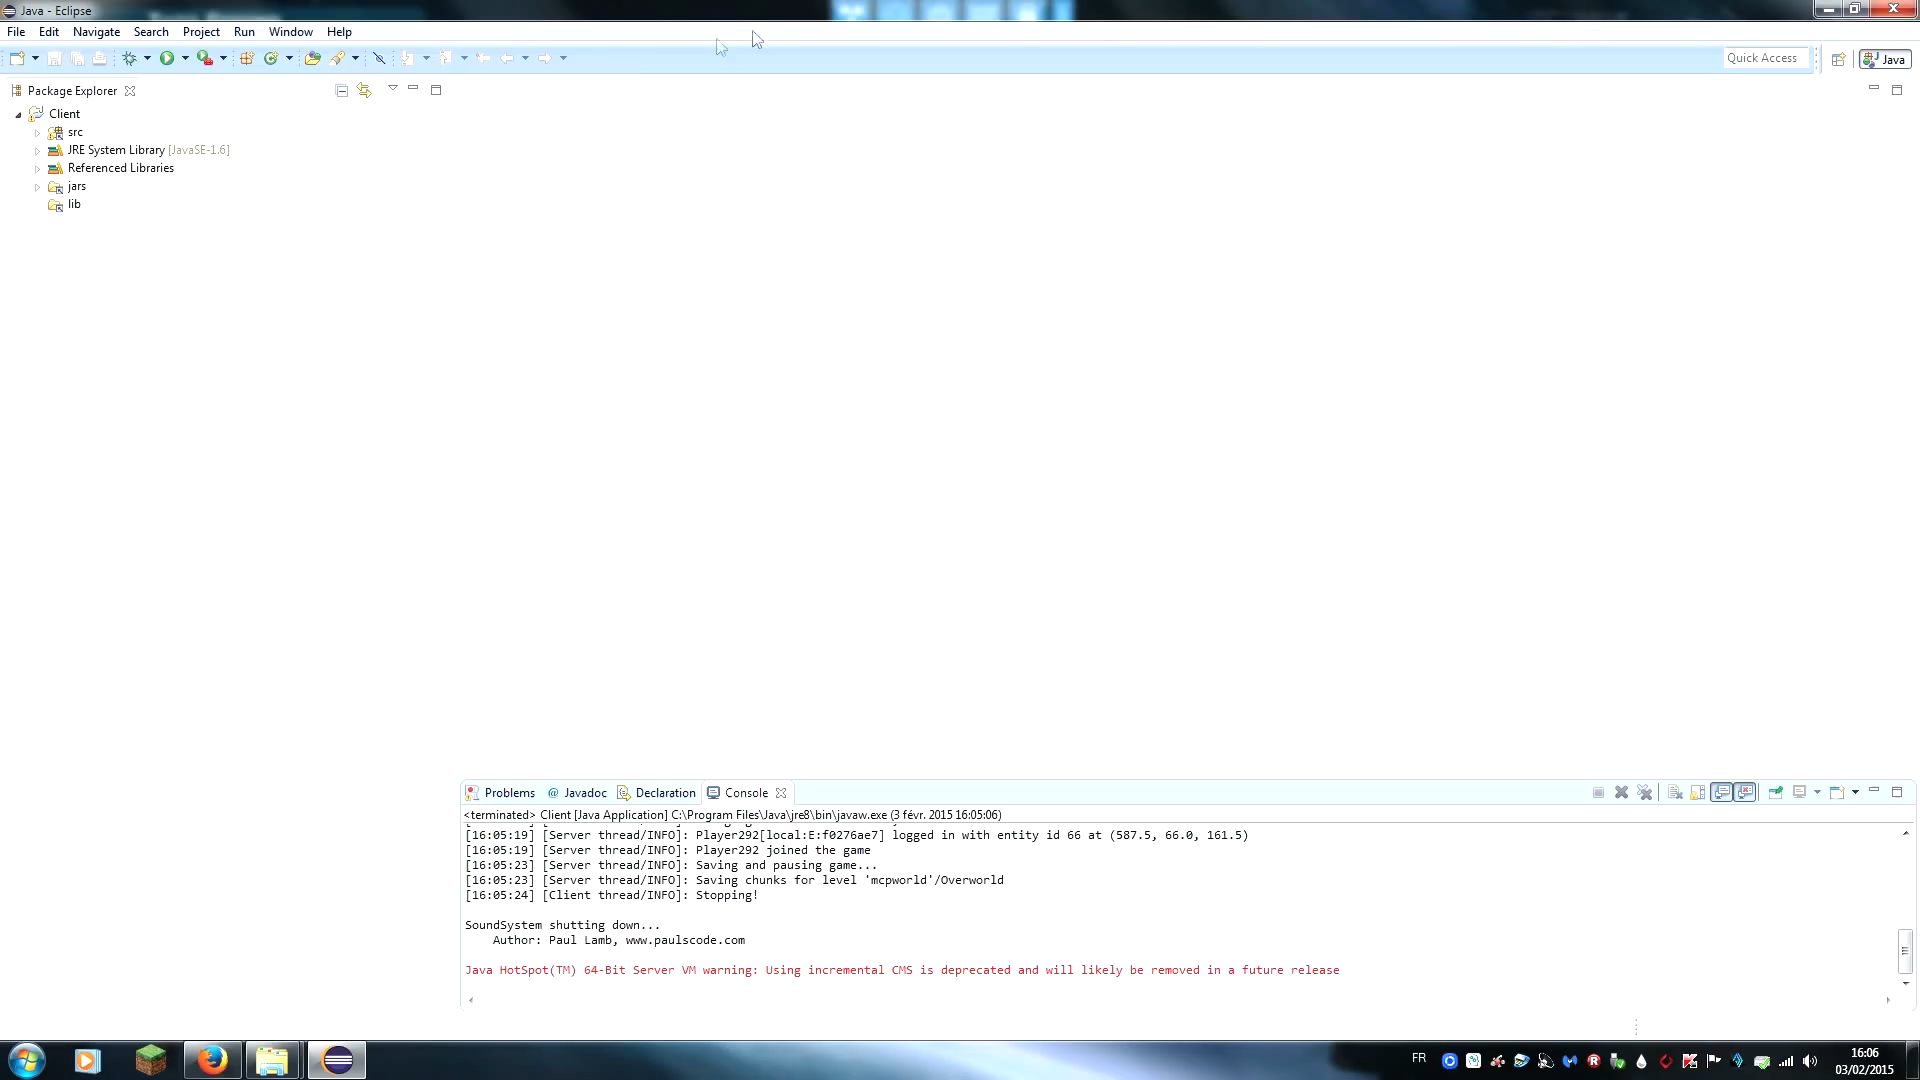 Java - Eclipse
File Edit Navigate Search Project Run Window Help
Quick Access Java
Package Explorer
Client
src
JRE System Library [JavaSE-1.6]
Referenced Libraries
jars
lib
Problems @ Javadoc Declaration Console
<terminated> Client [Java Application] C:\Program Files\Java\jre8\bin\javaw.exe (3 févr. 2015 16:05:06)
[16:05:19] [Server thread/INFO]: Player292[local:E:f0276ae7] logged in with entity id 66 at (587.5, 66.0, 161.5)
[16:05:19] [Server thread/INFO]: Player292 joined the game
[16:05:23] [Server thread/INFO]: Saving and pausing game...
[16:05:23] [Server thread/INFO]: Saving chunks for level 'mcpworld'/Overworld
[16:05:24] [Client thread/INFO]: Stopping!
SoundSystem shutting down...
Author: Paul Lamb, www.paulscode.com
Java HotSpot(TM) 64-Bit Server VM warning: Using incremental CMS is deprecated and will likely be removed in a future release
FR
16:06
03/02/2015